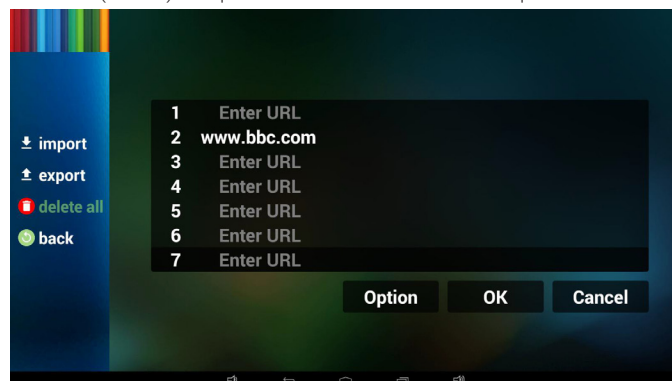 import
export
delete all
back
1 Enter URL
2 www.bbc.com
3 Enter URL
4 Enter URL
5 Enter URL
6 Enter URL
7 Enter URL
Option OK Cancel